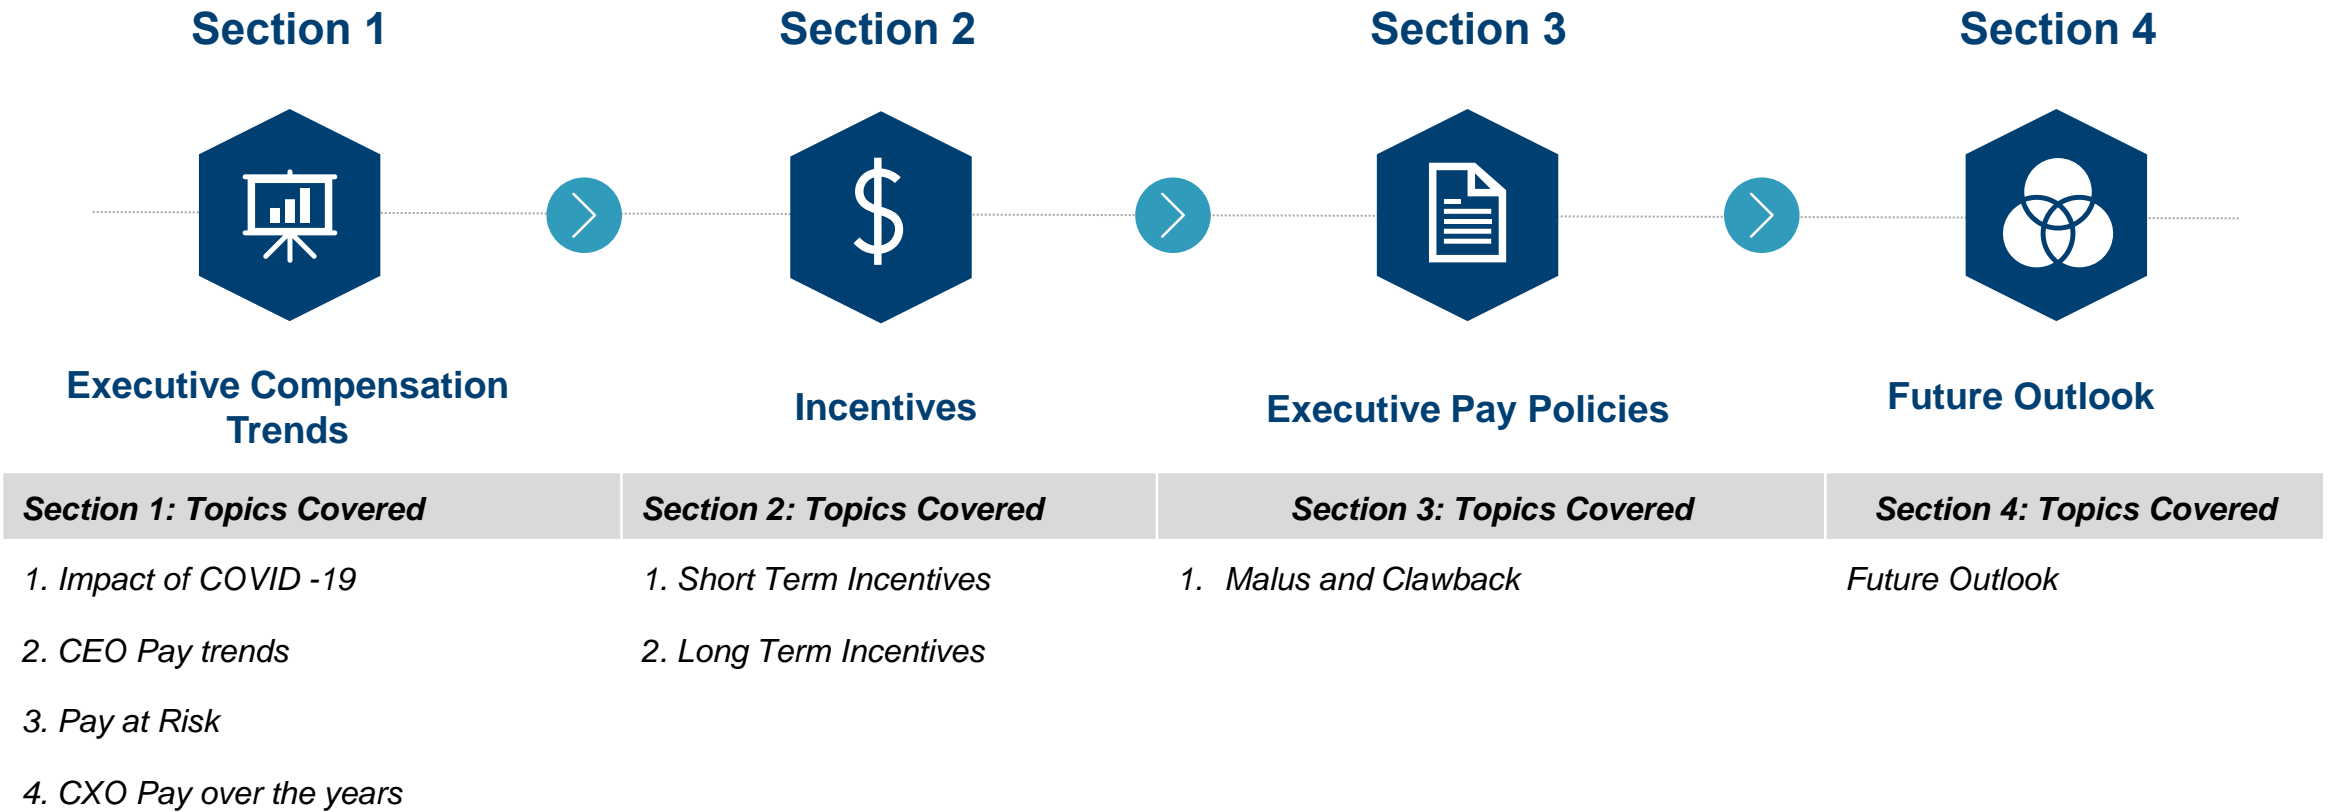 Section 1
Section 2
Section 3
Section 4
Executive Compensation
Trends
Incentives
Executive Pay Policies
Future Outlook
Section 1: Topics Covered
Section 2: Topics Covered
Section 3: Topics Covered
Section 4: Topics Covered
1. Impact of COVID -19
2. CEO Pay trends
3. Pay at Risk
4. CXO Pay over the years
1. Short Term Incentives
2. Long Term Incentives
1. Malus and Clawback
Future Outlook